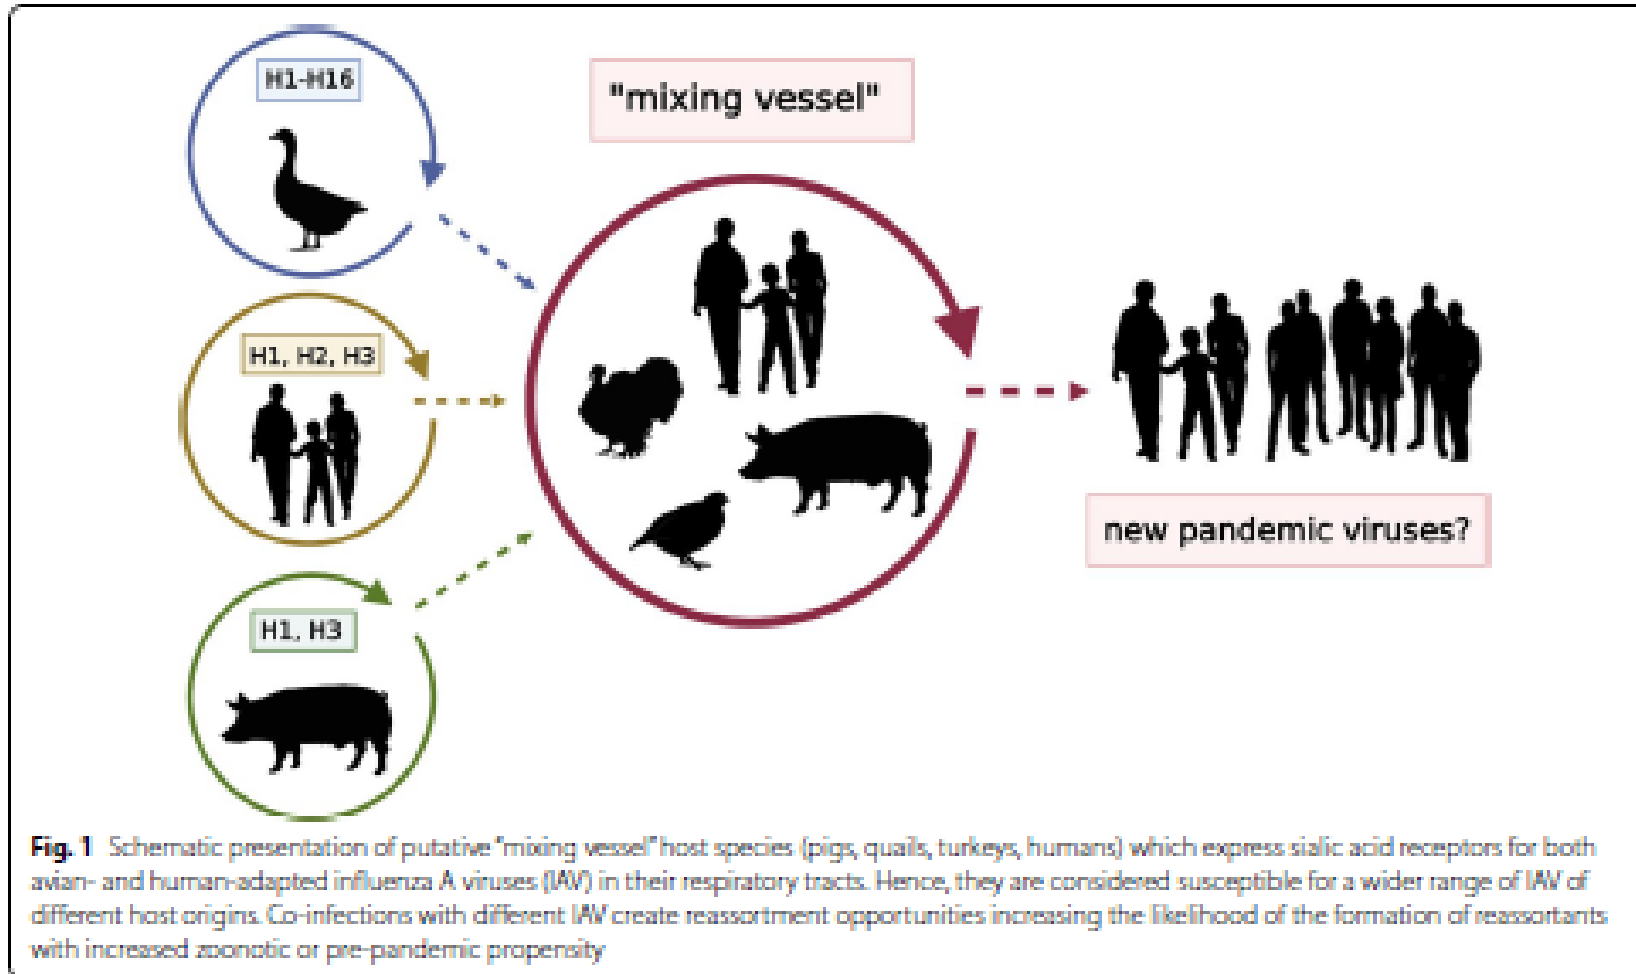 H1-H16
"mixing vessel"
H1, H2, H3
H1, H3
new pandemic viruses?
Fig. 1 Schematic presentation of putative "mixing vessel" host species (pigs, quails, turkeys, humans) which express sialic acid receptors for both
avian- and human-adapted influenza A viruses (IAV) in their respiratory tracts. Hence, they are considered susceptible for a wider range of IAV of
different host origins. Co-infections with different IAV create reassortment opportunities increasing the likelihood of the formation of reassortants
with increased zoonotic or pre-pandemic propensity